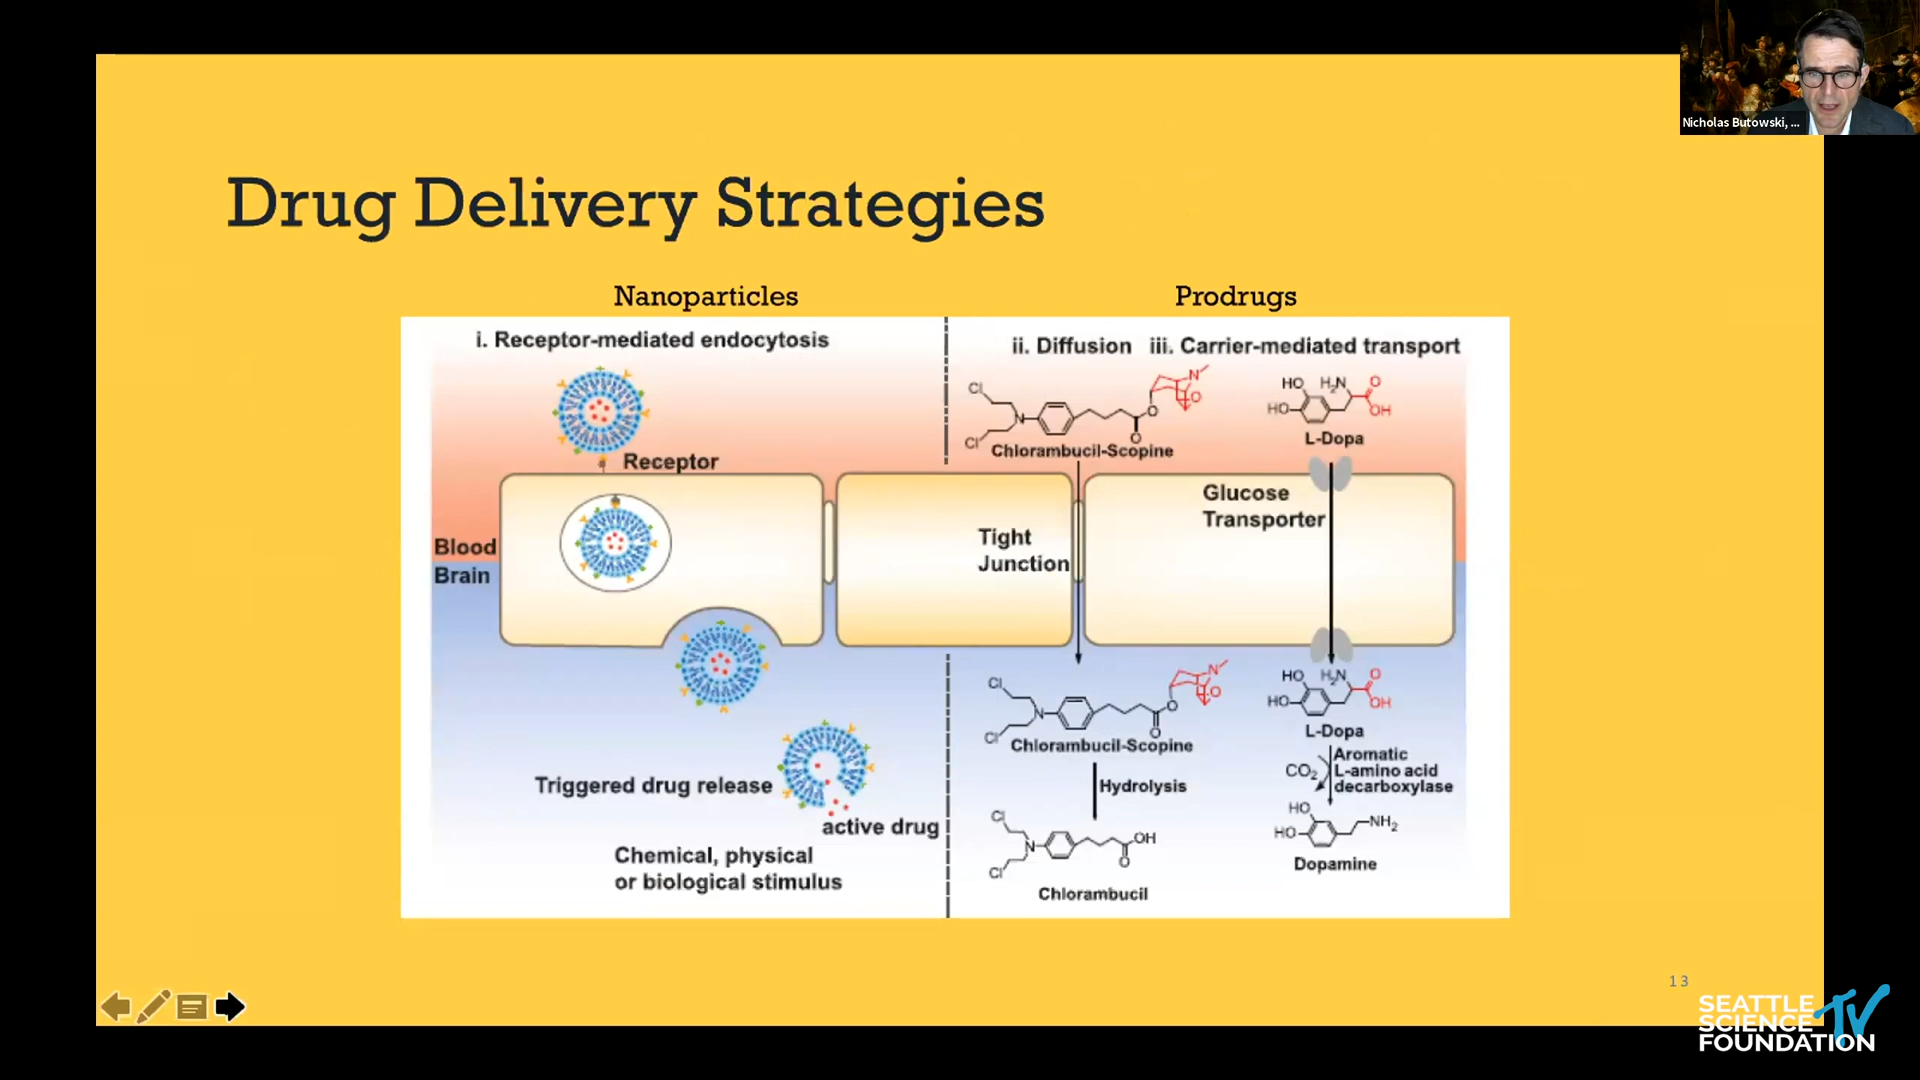 Nicholas Butowski, ...
Drug Delivery Strategies
Nanoparticles
Prodrugs
i. Receptor-mediated endocytosis
Receptor
Blood
Brain
Triggered drug release
active drug
Chemical, physical
or biological stimulus
ii. Diffusion
iii. Carrier-mediated transport
Cl
N
Cl
O
O
N
O
Chlorambucil-Scopine
HO
H₂N
O
HO
OH
L-Dopa
Glucose
Transporter
Tight
Junction
Cl
N
Cl
O
O
N
O
Chlorambucil-Scopine
Hydrolysis
Cl
N
Cl
OH
O
Chlorambucil
HO
H₂N
O
HO
OH
L-Dopa
CO₂
Aromatic
L-amino acid
decarboxylase
HO
HO
NH₂
Dopamine
13
SEATTLE
SCIENCE
FOUNDATION
TV